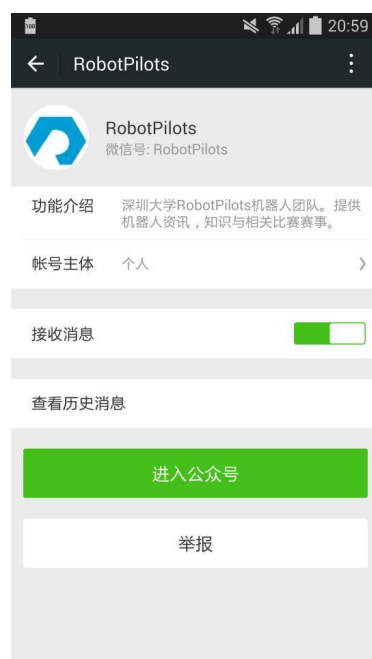 100
20:59
RobotPilots
RobotPilots
微信号: RobotPilots
功能介绍
深圳大学RobotPilots机器人团队。提供
机器人资讯，知识与相关比赛赛事。
帐号主体
个人
接收消息
查看历史消息
进入公众号
举报